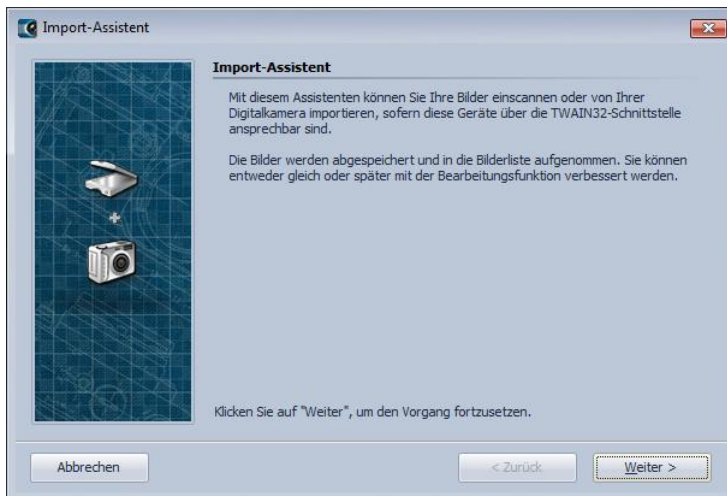 Import-Assistent
Import-Assistent
Mit diesem Assistenten können Sie Ihre Bilder einscannen oder von Ihrer
Digitalkamera importieren, sofern diese Geräte über die TWAIN32-Schnittstelle
ansprechbar sind.
Die Bilder werden abgespeichert und in die Bilderliste aufgenommen. Sie können
entweder gleich oder später mit der Bearbeitungsfunktion verbessert werden.
Klicken Sie auf "Weiter", um den Vorgang fortzusetzen.
Abbrechen < Zurück Weiter >